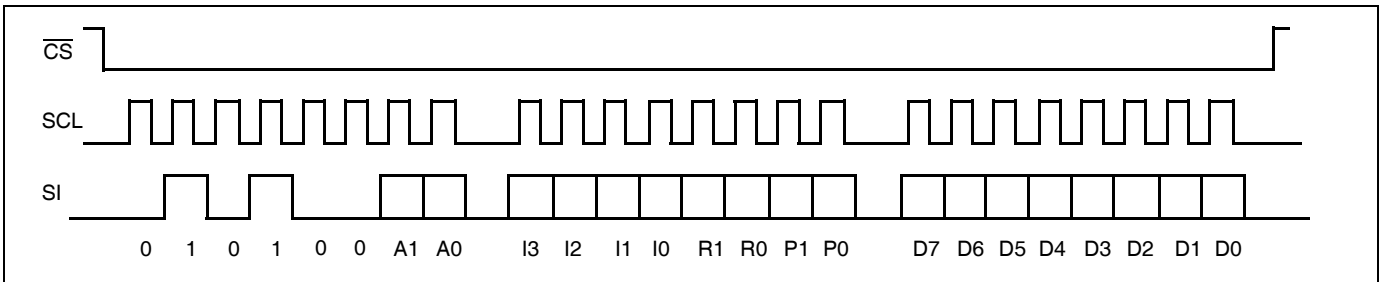 CS
SCL
SI
0 1 0 1 0 0 A1 A0 I3 I2 I1 I0 R1 R0 P1 P0 D7 D6 D5 D4 D3 D2 D1 D0